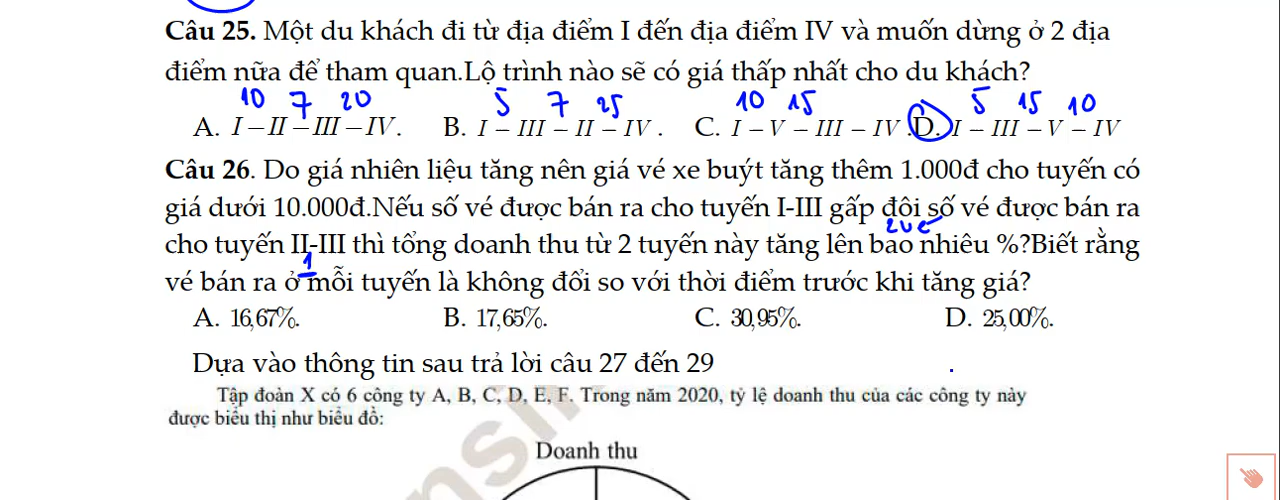 Câu 25. Một du khách đi từ địa điểm I đến địa điểm IV và muốn dừng ở 2 địa
điểm nữa để tham quan.Lộ trình nào sẽ có giá thấp nhất cho du khách?
10 7 20 5 7 25 10 15 5 15 10
A. I – II – III – IV. B. I – III – II – IV . C. I – V – III – IV D. I – III – V – IV
Câu 26. Do giá nhiên liệu tăng nên giá vé xe buýt tăng thêm 1.000đ cho tuyến có
giá dưới 10.000đ.Nếu số vé được bán ra cho tuyến I-III gấp đôi số vé được bán ra
2vé
cho tuyến II-III thì tổng doanh thu từ 2 tuyến này tăng lên bao nhiêu %?Biết rằng
1
vé bán ra ở mỗi tuyến là không đổi so với thời điểm trước khi tăng giá?
A. 16,67%. B. 17,65%. C. 30,95%. D. 25,00%.
Dựa vào thông tin sau trả lời câu 27 đến 29
Tập đoàn X có 6 công ty A, B, C, D, E, F. Trong năm 2020, tỷ lệ doanh thu của các công ty này
được biểu thị như biểu đồ:
Doanh thu